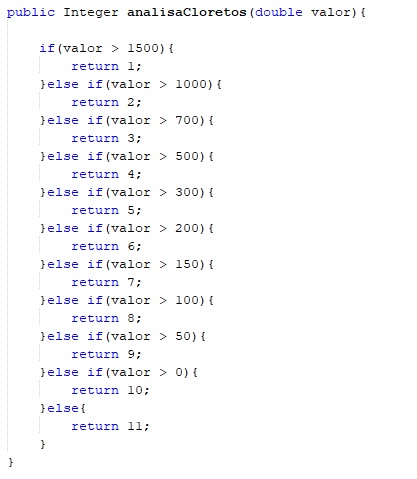 public Integer analisaCloretos(double valor){
if(valor > 1500){
return 1;
}else if(valor > 1000){
return 2;
}else if(valor > 700){
return 3;
}else if(valor > 500){
return 4;
}else if(valor > 300){
return 5;
}else if(valor > 200){
return 6;
}else if(valor > 150){
return 7;
}else if(valor > 100){
return 8;
}else if(valor > 50){
return 9;
}else if(valor > 0){
return 10;
}else{
return 11;
}
}